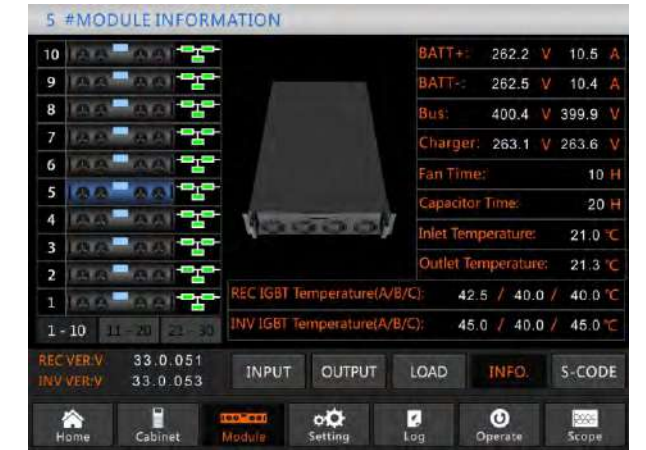 5 #MODULE INFORMATION
10
9
8
7
6
5
4
3
2
1
1 - 10 11 - 20 21 - 30
BATT+: 262.2 V 10.5 A
BATT-: 262.5 V 10.4 A
Bus: 400.4 V 399.9 V
Charger: 263.1 V 263.6 V
Fan Time: 10 H
Capacitor Time: 20 H
Inlet Temperature: 21.0 ℃
Outlet Temperature: 21.3 ℃
REC IGBT Temperature(A/B/C): 42.5 / 40.0 / 40.0 ℃
INV IGBT Temperature(A/B/C): 45.0 / 40.0 / 45.0 ℃
REC VER:V 33.0.051
INV VER:V 33.0.053
INPUT OUTPUT LOAD INFO. S-CODE
Home Cabinet Module Setting Log Operate Scope